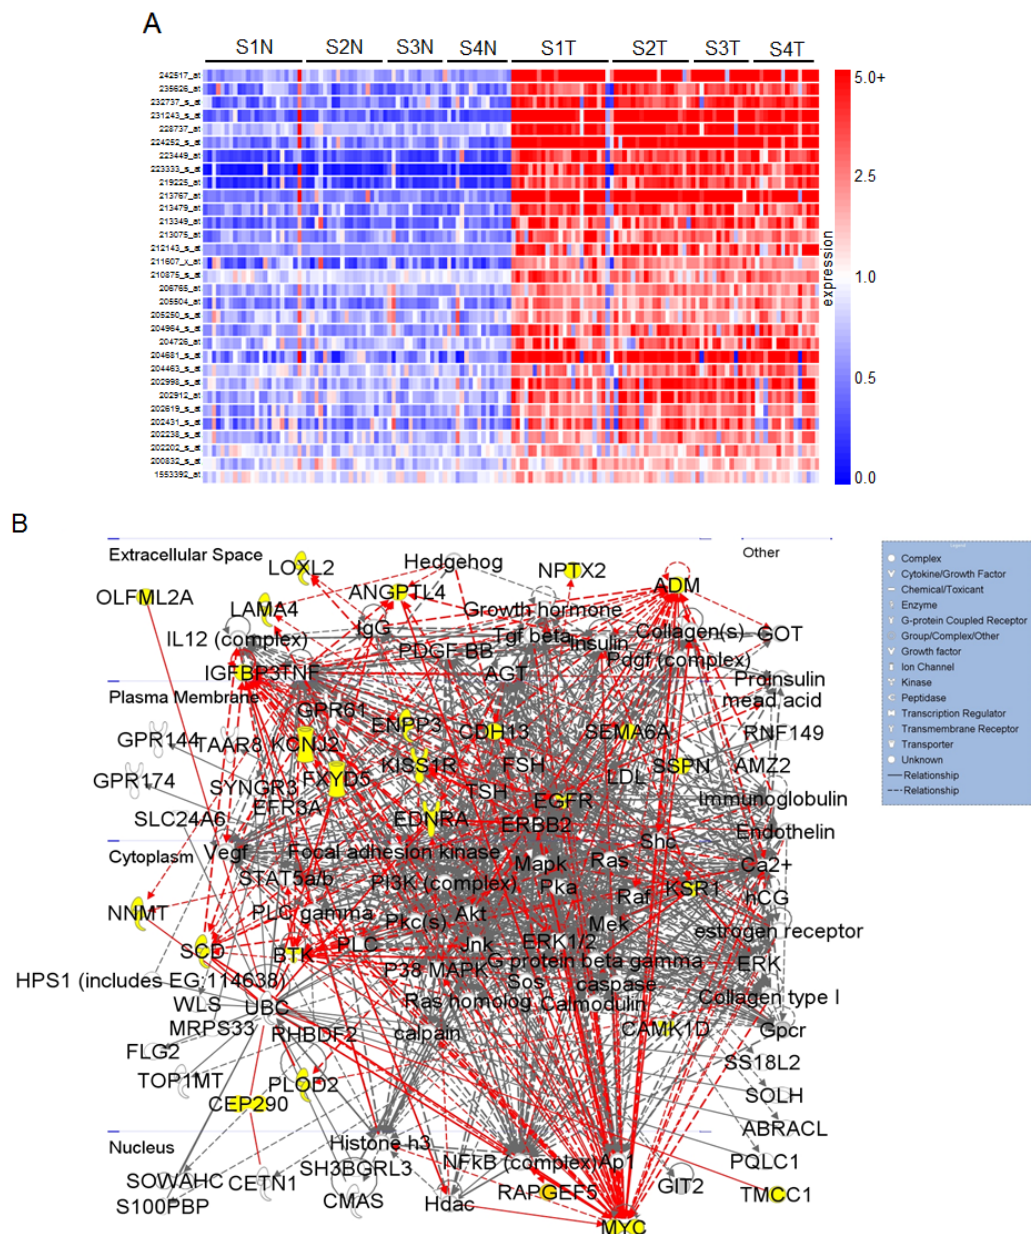 A
S1N S2N S3N S4N S1T S2T S3T S4T
242517_at
235626_at
232737_s_at
231243_s_at
228737_at
224252_s_at
223449_at
223333_s_at
219225_at
213767_at
213479_at
213349_at
213075_at
212143_s_at
211607_x_at
210875_s_at
206765_at
205504_at
205250_s_at
204964_s_at
204726_at
204681_s_at
204463_s_at
202998_s_at
202912_at
202619_s_at
202431_s_at
202238_s_at
202202_s_at
200832_s_at
1553392_at
5.0+
2.5
1.0
0.5
0.0
expression
B
Extracellular Space
Other
LOXL2
Hedgehog
NPTX2
ADM
OLFML2A
LAMA4
ANGPTL4
Growth hormone
IL12 (complex)
IgG
Tgf beta
insulin
Collagen(s)
GOT
PDGF BB
Pdgf (complex)
IGFBP3
TNF
AGT
Proinsulin
mead acid
Plasma Membrane
GPR61
ENPP3
CDH13
SEMA6A
RNF149
GPR144
TAAR8
KCNJ2
KISS1R
FSH
SSPN
AMZ2
GPR174
SYNGR3
FXYD5
TSH
LDL
EFR3A
EGFR
Immunoglobulin
SLC24A6
EDNRA
ERBB2
Endothelin
Cytoplasm
Vegf
Focal adhesion kinase
Mapk
Ras
Shc
Ca2+
STAT5a/b
PI3K (complex)
Pka
Raf
KSR1
hCG
NNMT
PLC gamma
Pkc(s)
Akt
Mek
estrogen receptor
SCD
BTK
PLC
Jnk
ERK1/2
P38 MAPK
G protein beta gamma
ERK
HPS1 (includes EG:114638)
Sos
caspase
WLS
UBC
Ras homolog
Calmodulin
Collagen type I
MRPS33
RHBDF2
calpain
CAMK1D
Gpcr
FLG2
SS18L2
TOP1MT
PLOD2
SOLH
CEP290
ABRACL
Nucleus
Histone h3
SOWAHC
CETN1
SH3BGRL3
NFkB (complex)
Ap1
PQLC1
S100PBP
CMAS
Hdac
RAPGEF5
GIT2
TMCC1
MYC
Complex
Cytokine/Growth Factor
Chemical/Toxicant
Enzyme
G-protein Coupled Receptor
Group/Complex/Other
Growth factor
Ion Channel
Kinase
Peptidase
Transcription Regulator
Transmembrane Receptor
Transporter
Unknown
Relationship
Relationship